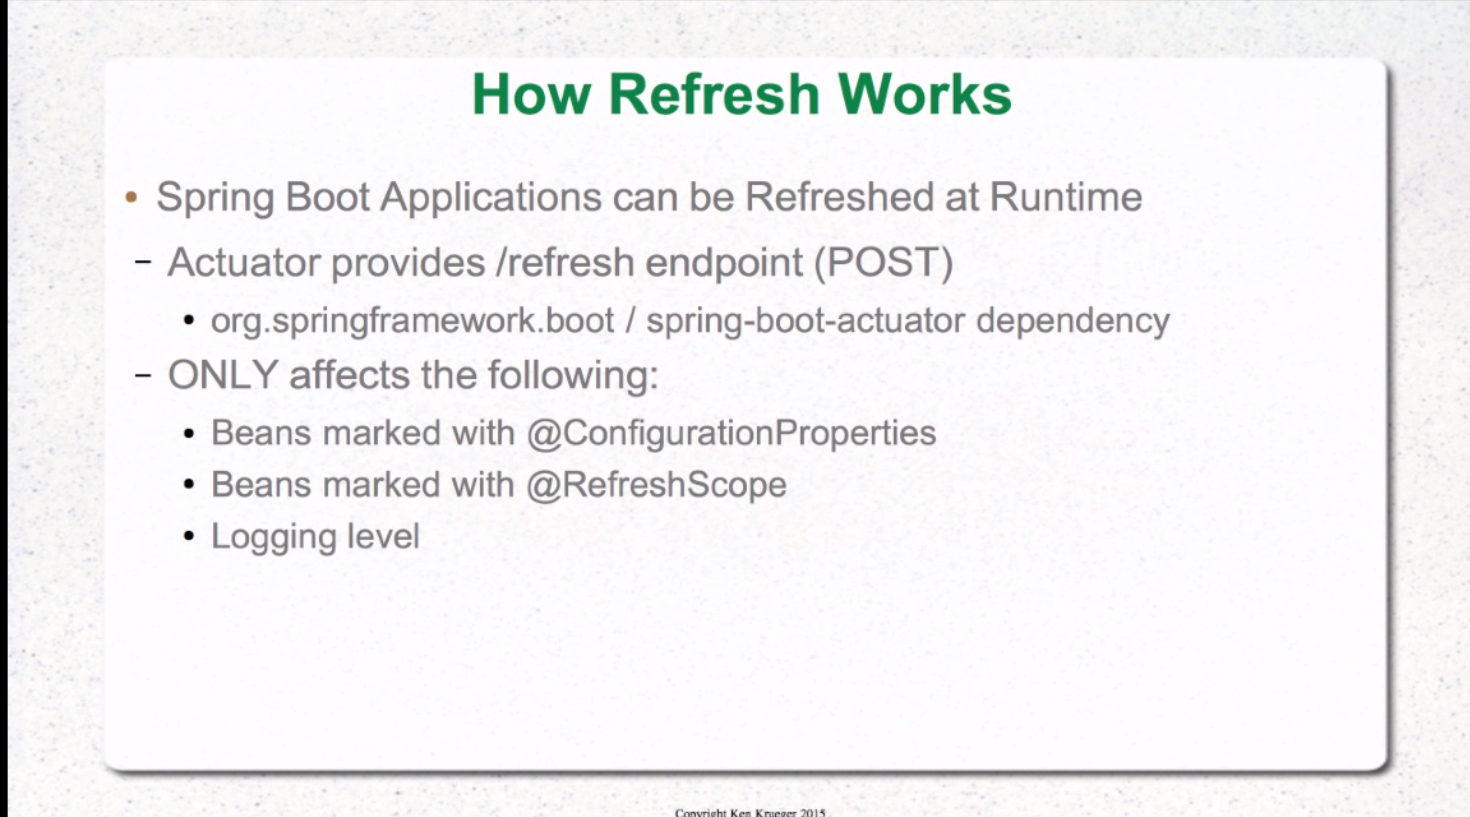 How Refresh Works
• Spring Boot Applications can be Refreshed at Runtime
– Actuator provides /refresh endpoint (POST)
• org.springframework.boot / spring-boot-actuator dependency
– ONLY affects the following:
• Beans marked with @ConfigurationProperties
• Beans marked with @RefreshScope
• Logging level
Copyright Ken Krueger 2015